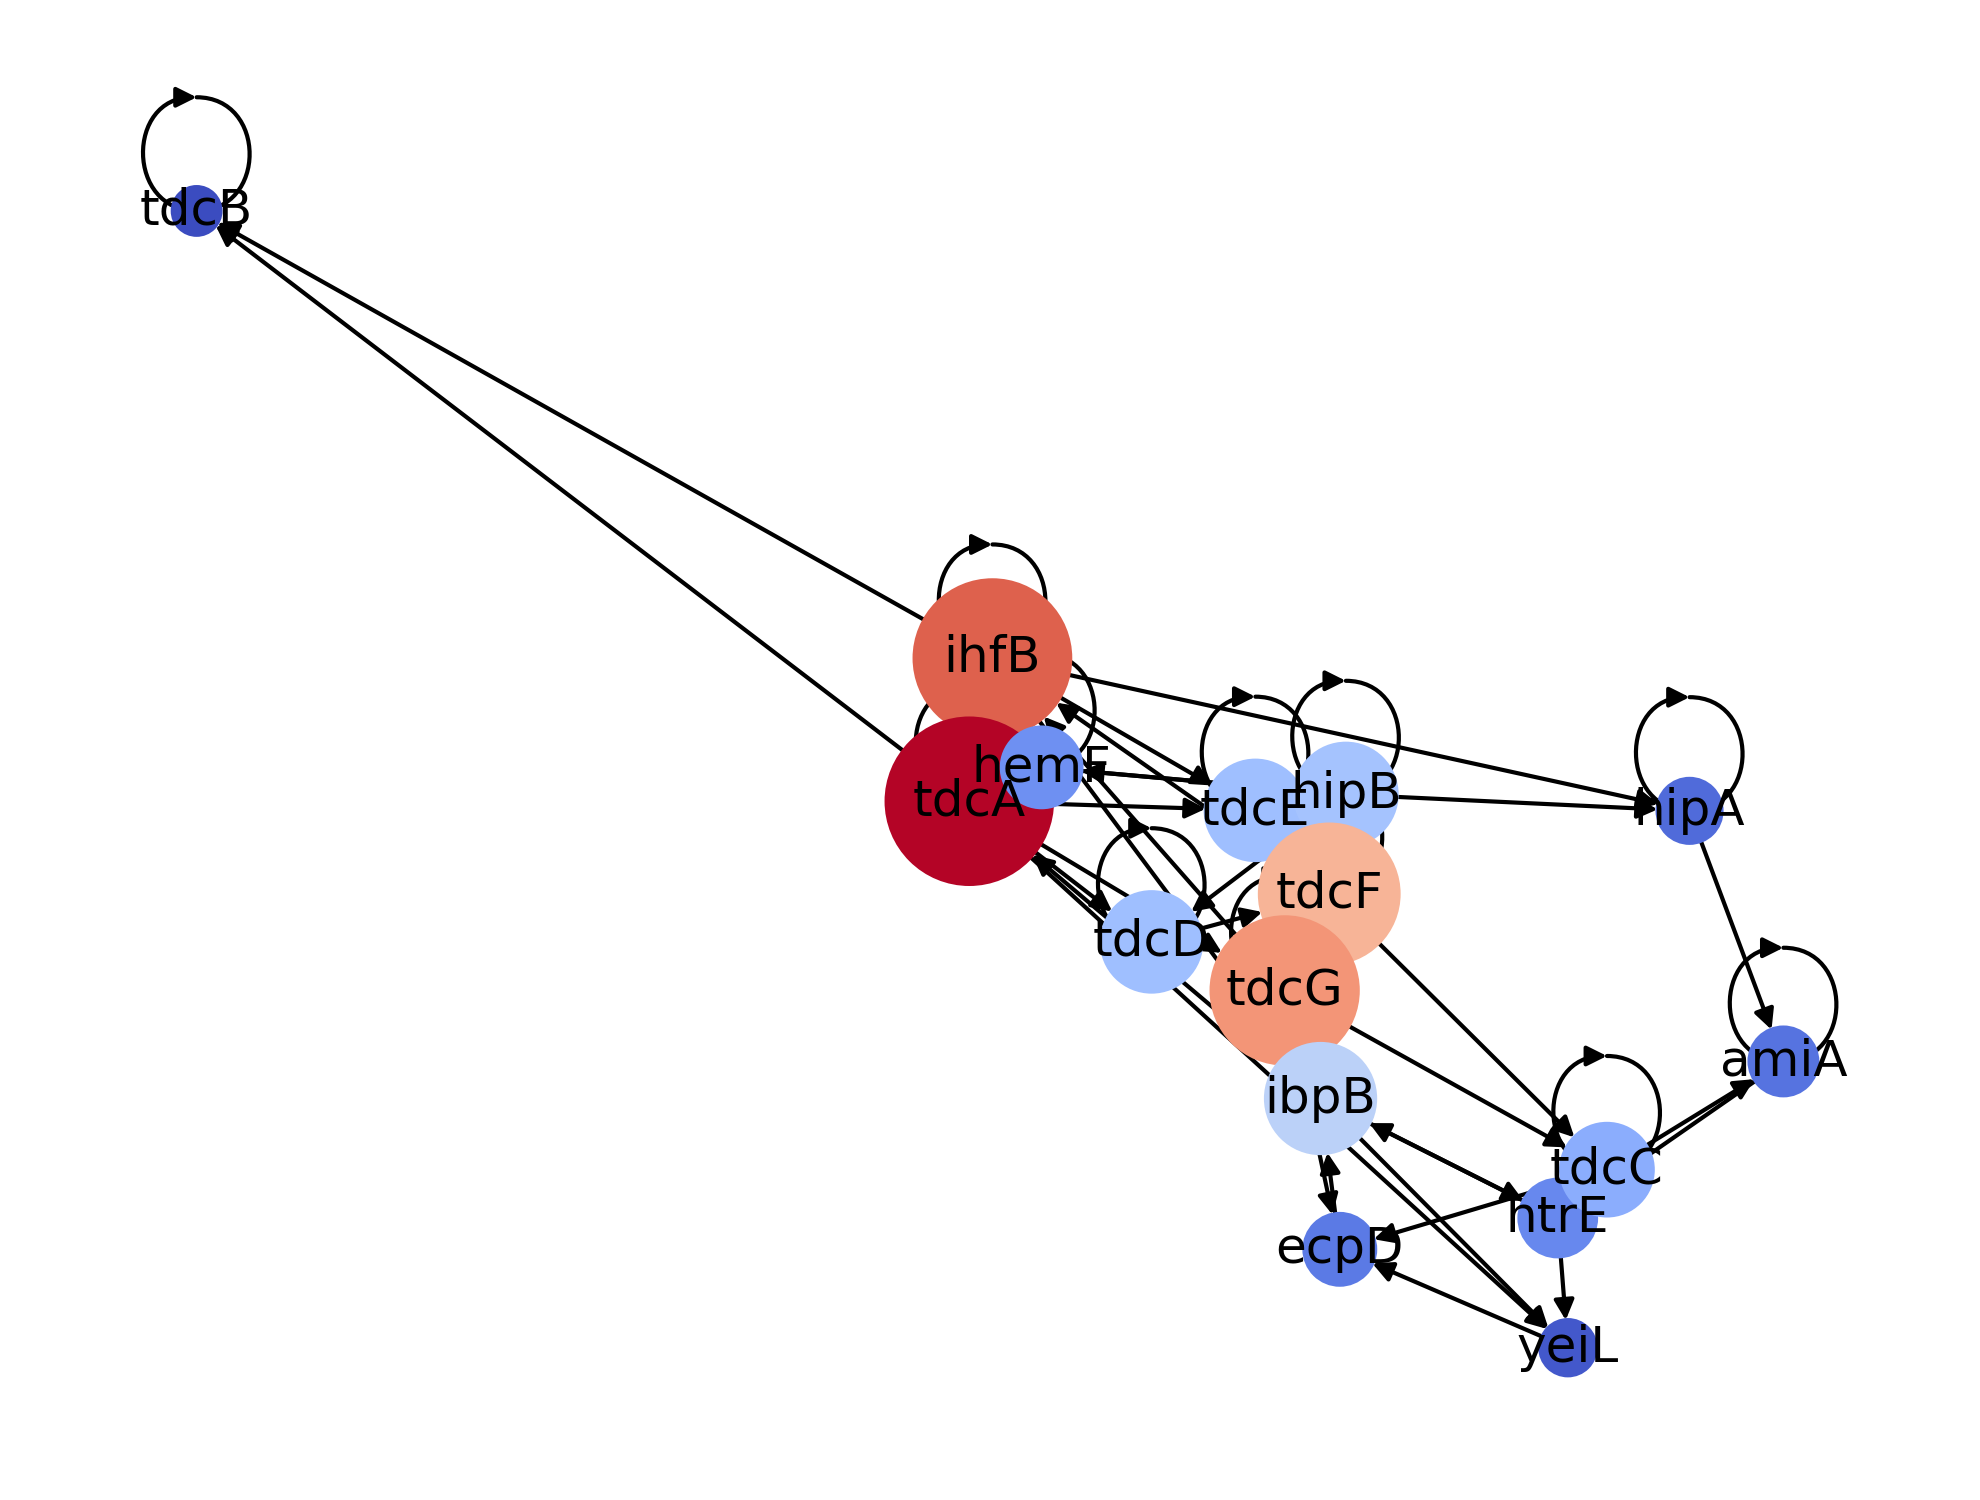 tdcB
ihfB
hemF
tdcA
tdcE
hipB
hipA
tdcF
tdcD
tdcG
amiA
ibpB
tdcC
htrE
ecpD
yeiL